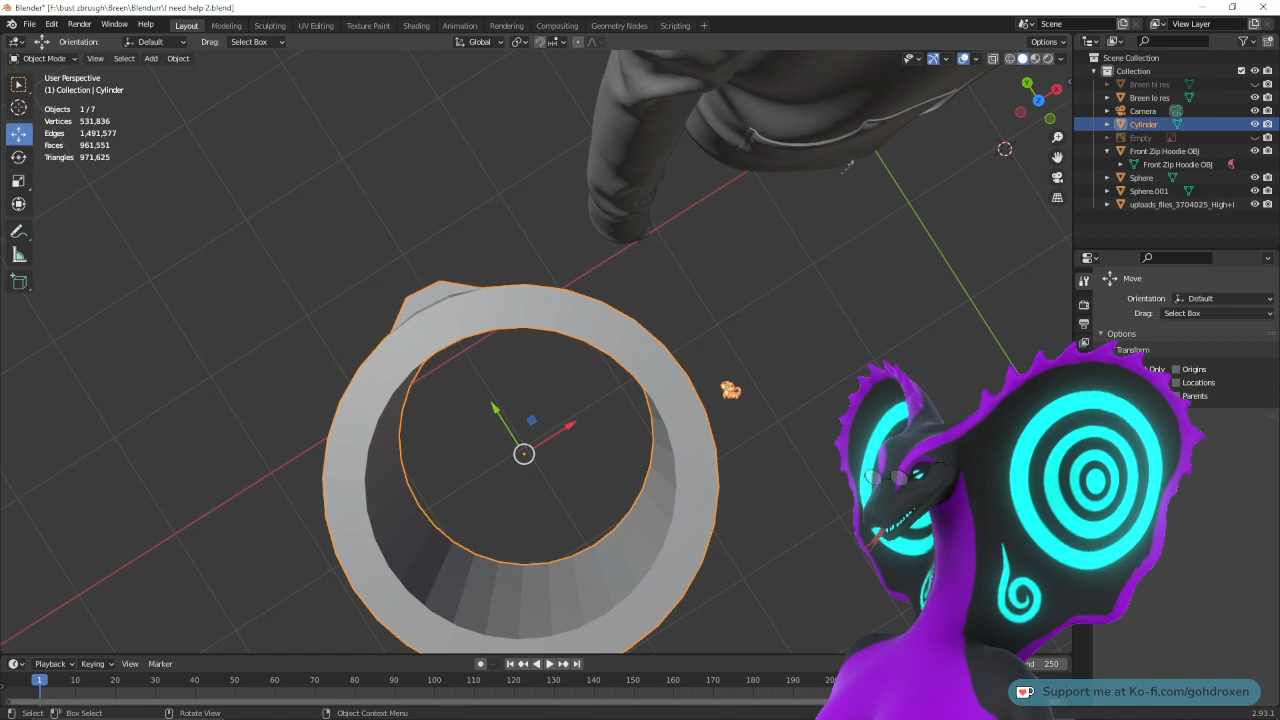 Blender* [F:\bust zbrusgh\Breen\Blendurr\I need help 2.blend]
File Edit Render Window Help Layout Modeling Sculpting UV Editing Texture Paint Shading Animation Rendering Compositing Geometry Nodes Scripting + Scene View Layer
Orientation: Default Drag: Select Box Global Options
Object Mode View Select Add Object
User Perspective
(1) Collection | Cylinder
Objects 1/7
Vertices 531,836
Edges 1,491,577
Faces 961,551
Triangles 971,625
Y
X
Z
Scene Collection
Collection
Breen hi res
Breen lo res
Camera
Cylinder
Empty
Front Zip Hoodie OBJ
Front Zip Hoodie OBJ
Sphere
Sphere.001
uploads_files_3704025_High+I
Move
Orientation Default
Drag: Select Box
Options
Transform
Only Origins
Locations
Parents
Playback Keying View Marker
nd 250
1 10 20 30 40 50 60 70 80 90 100 110 120 130 140 150 160 170 180 190 200
Support me at Ko-fi.com/gohdroxen
Select Box Select Rotate View Object Context Menu 2.93.1